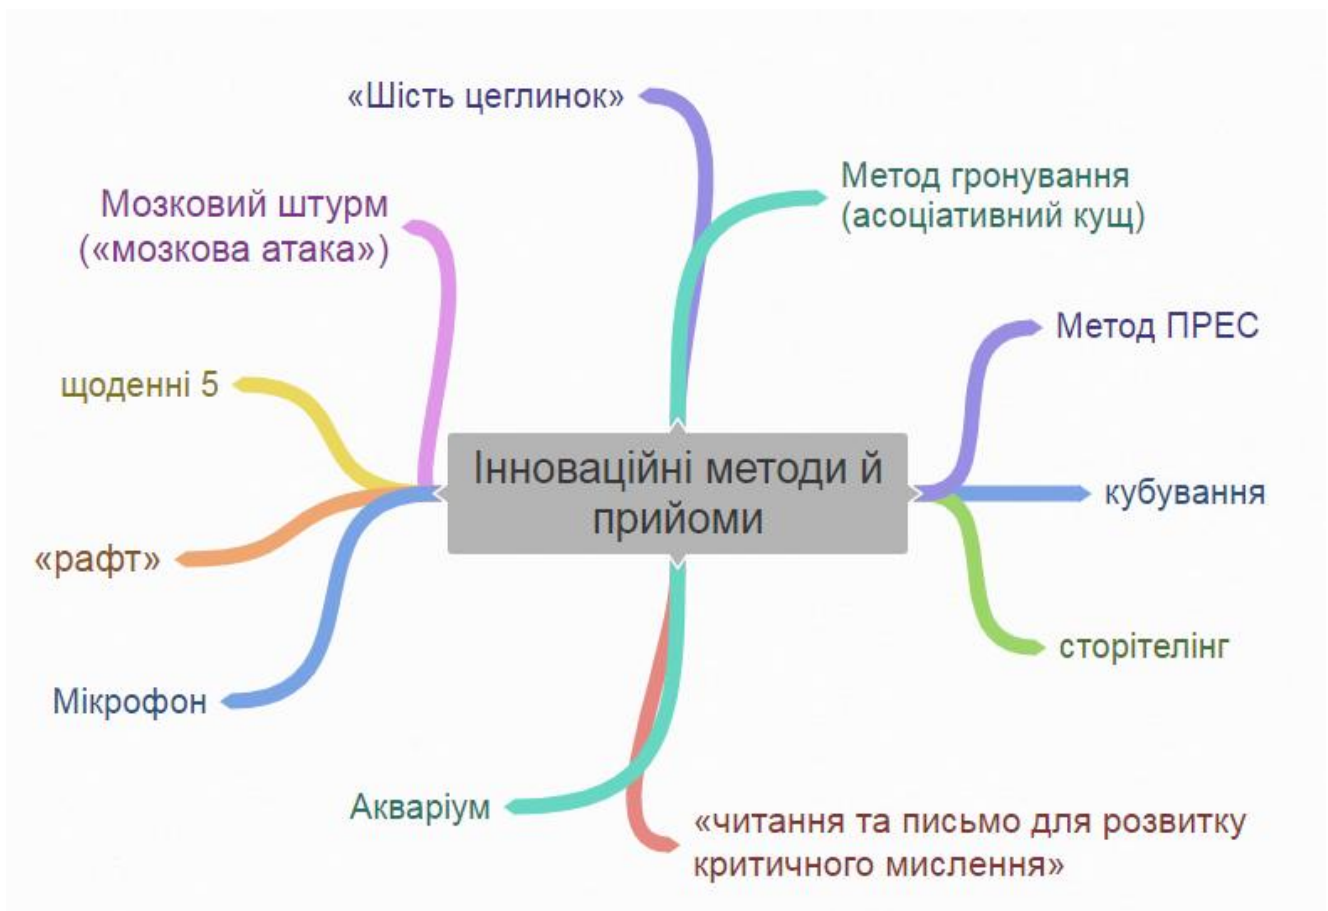 «Шість цеглинок»
Метод гронування
(асоціативний кущ)
Мозковий штурм
(«мозкова атака»)
Метод ПРЕС
щоденні 5
Інноваційні методи й
прийоми
кубування
«рафт»
сторітелінг
Мікрофон
Акваріум
«читання та письмо для розвитку
критичного мислення»